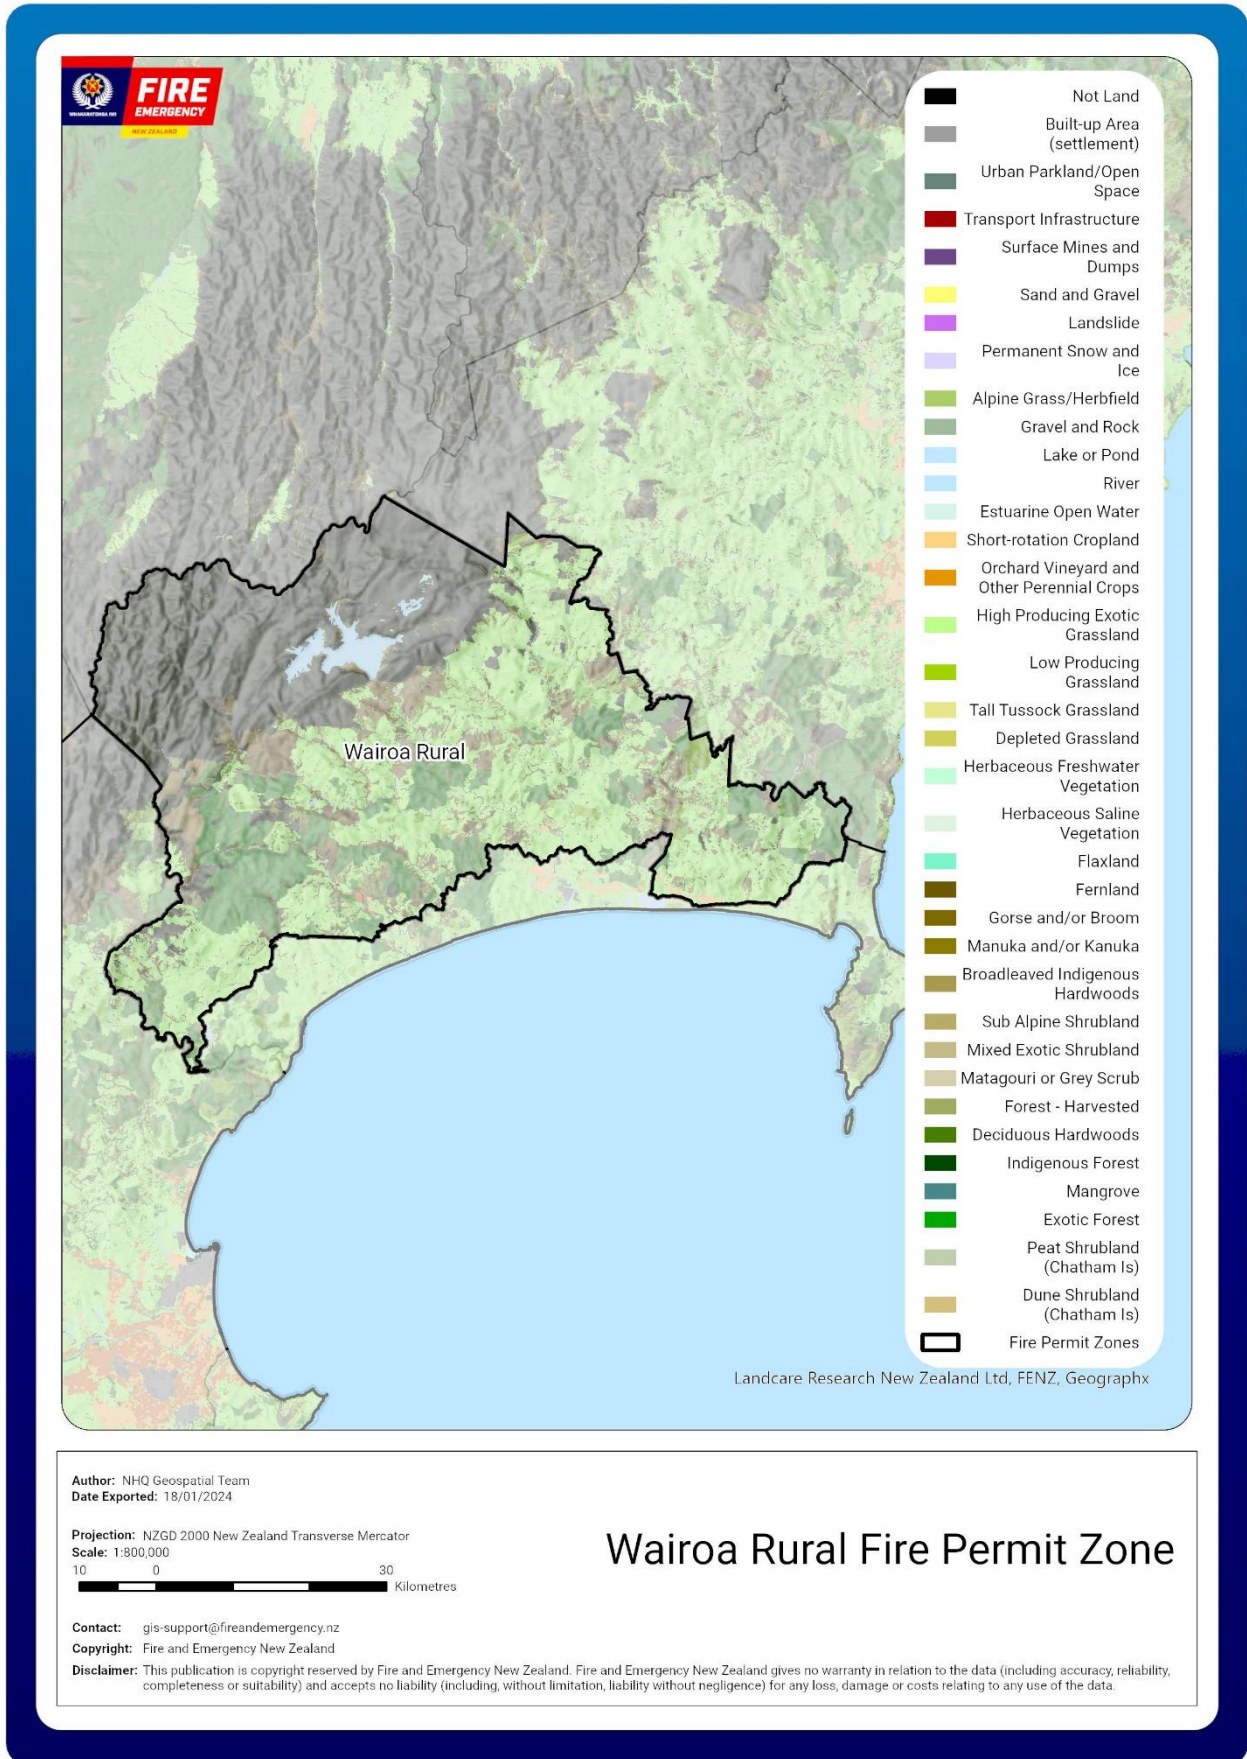 WHAKARATONGA IWI
FIRE
EMERGENCY
NEW ZEALAND
Not Land
Built-up Area
(settlement)
Urban Parkland/Open
Space
Transport Infrastructure
Surface Mines and
Dumps
Sand and Gravel
Landslide
Permanent Snow and
Ice
Alpine Grass/Herbfield
Gravel and Rock
Lake or Pond
River
Estuarine Open Water
Short-rotation Cropland
Orchard Vineyard and
Other Perennial Crops
High Producing Exotic
Grassland
Low Producing
Grassland
Tall Tussock Grassland
Depleted Grassland
Herbaceous Freshwater
Vegetation
Herbaceous Saline
Vegetation
Flaxland
Fernland
Gorse and/or Broom
Manuka and/or Kanuka
Broadleaved Indigenous
Hardwoods
Sub Alpine Shrubland
Mixed Exotic Shrubland
Matagouri or Grey Scrub
Forest - Harvested
Deciduous Hardwoods
Indigenous Forest
Mangrove
Exotic Forest
Peat Shrubland
(Chatham Is)
Dune Shrubland
(Chatham Is)
Fire Permit Zones
Wairoa Rural
Landcare Research New Zealand Ltd, FENZ, Geographx
Author: NHQ Geospatial Team
Date Exported: 18/01/2024
Projection: NZGD 2000 New Zealand Transverse Mercator
Scale: 1:800,000
10 0 30
Kilometres
Wairoa Rural Fire Permit Zone
Contact: gis-support@fireandemergency.nz
Copyright: Fire and Emergency New Zealand
Disclaimer: This publication is copyright reserved by Fire and Emergency New Zealand. Fire and Emergency New Zealand gives no warranty in relation to the data (including accuracy, reliability,
completeness or suitability) and accepts no liability (including, without limitation, liability without negligence) for any loss, damage or costs relating to any use of the data.